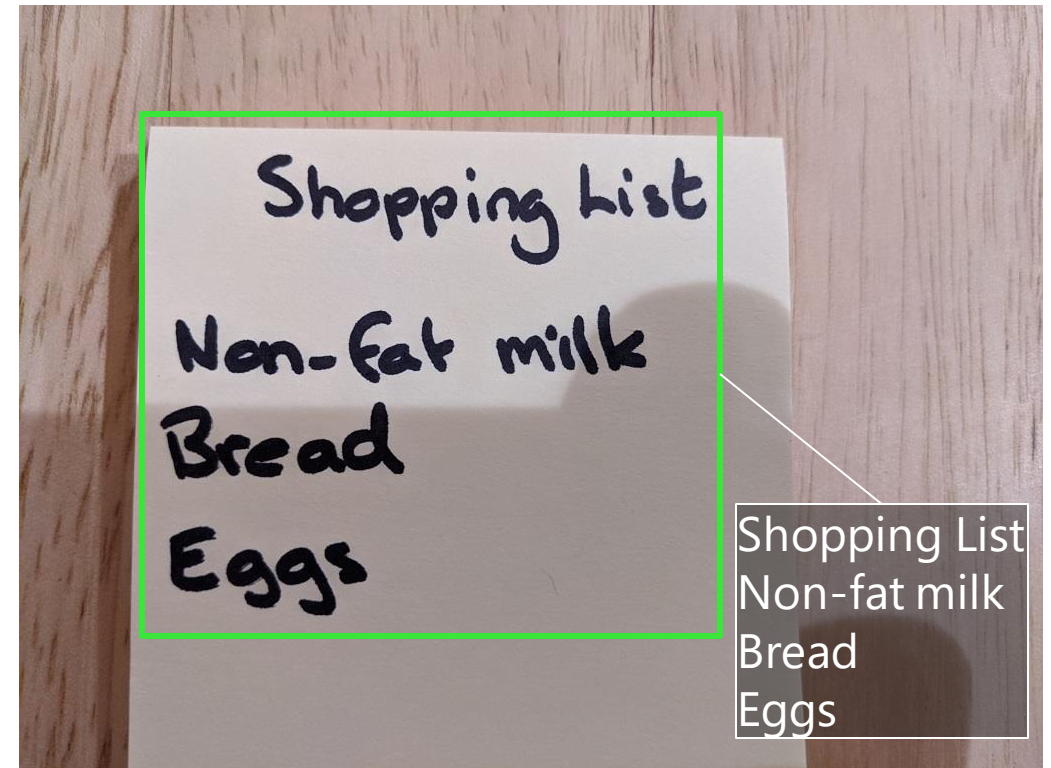 Shopping List
Non-fat milk
Bread
Eggs
Shopping List
Non-fat milk
Bread
Eggs